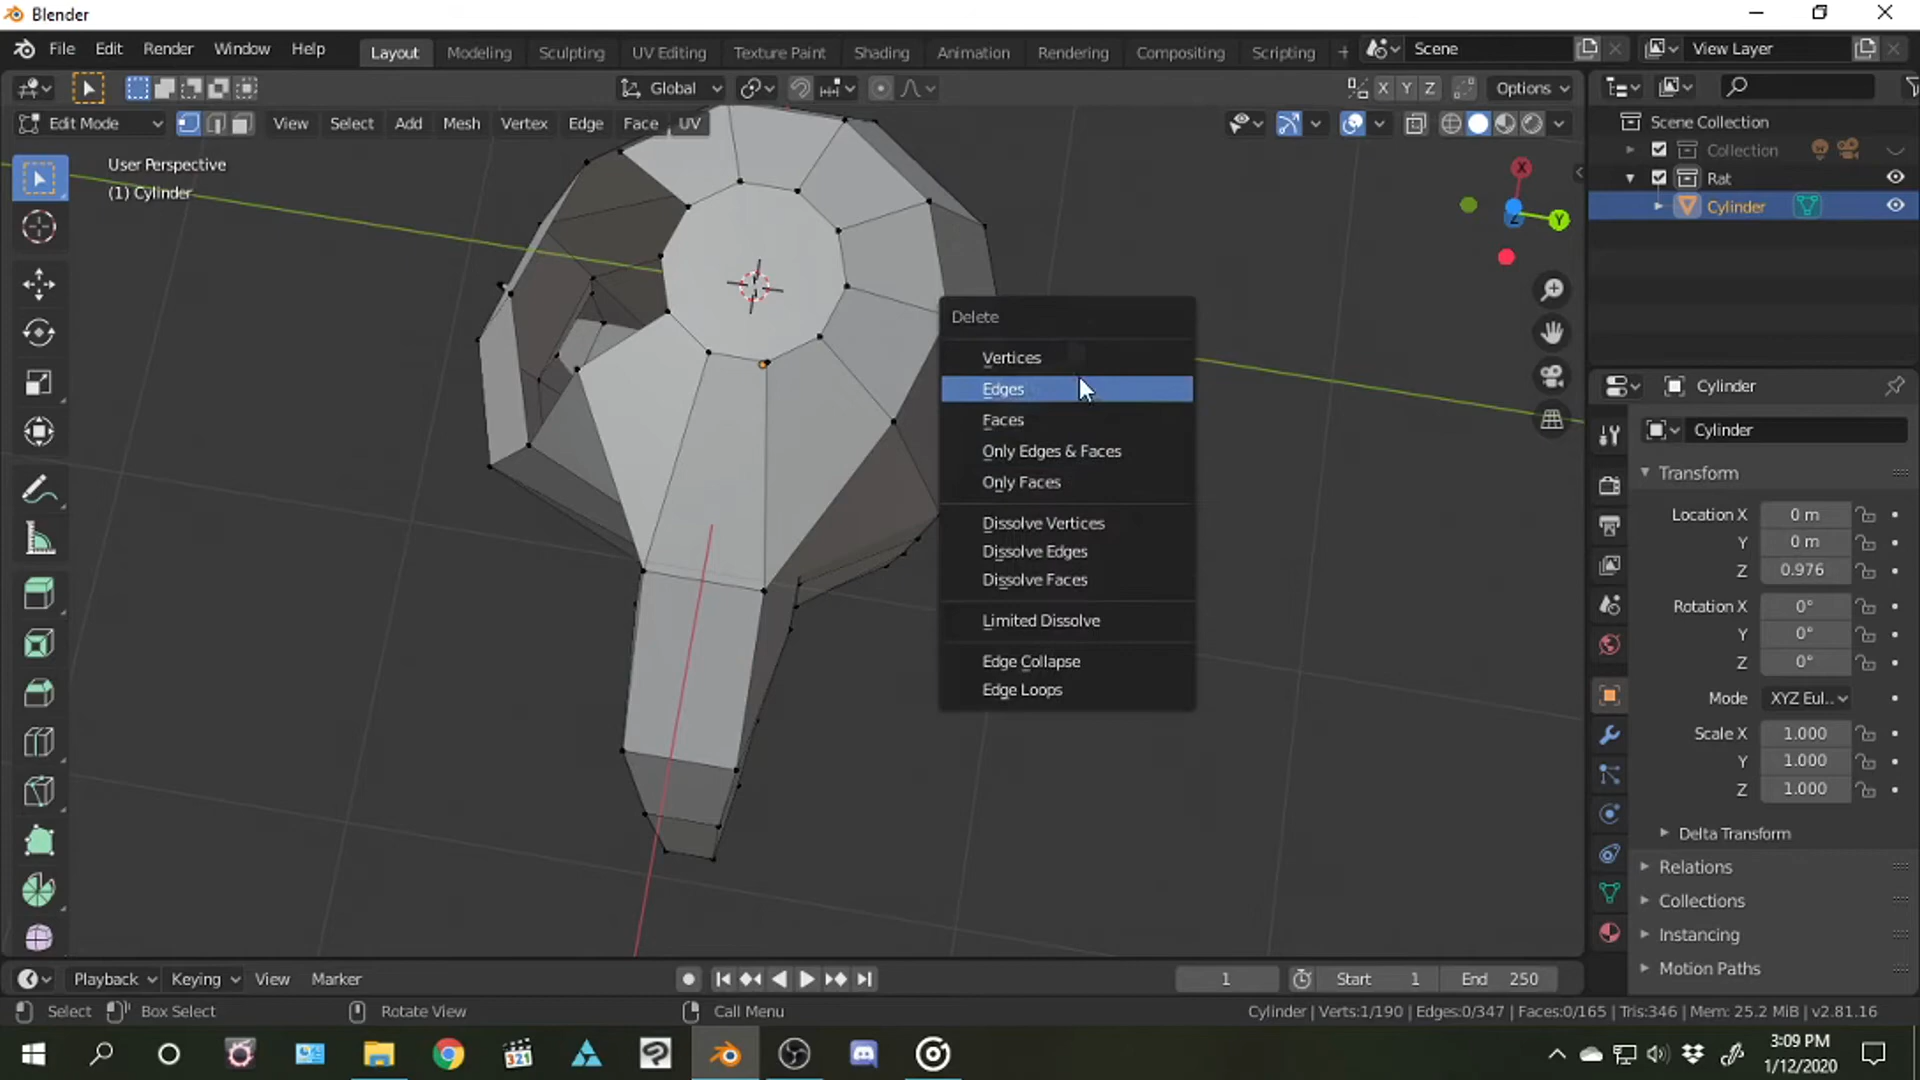 Blender
File Edit Render Window Help Layout Modeling Sculpting UV Editing Texture Paint Shading Animation Rendering Compositing Scripting + Scene View Layer
Global X Y Z Options
Edit Mode View Select Add Mesh Vertex Edge Face UV
User Perspective
(1) Cylinder
X
Y
Z
Delete
Vertices
Edges
Faces
Only Edges & Faces
Only Faces
Dissolve Vertices
Dissolve Edges
Dissolve Faces
Limited Dissolve
Edge Collapse
Edge Loops
Scene Collection
Collection
Rat
Cylinder
Cylinder
Cylinder
Transform
Location X 0 m
Y 0 m
Z 0.976
Rotation X 0°
Y 0°
Z 0°
Mode XYZ Eul..
Scale X 1.000
Y 1.000
Z 1.000
Delta Transform
Relations
Collections
Instancing
Motion Paths
Playback Keying View Marker 1 Start 1 End 250
Select Box Select Rotate View Call Menu Cylinder | Verts:1/190 | Edges:0/347 | Faces:0/165 | Tris:346 | Mem: 25.2 MiB | v2.81.16
321
3:09 PM
1/12/2020